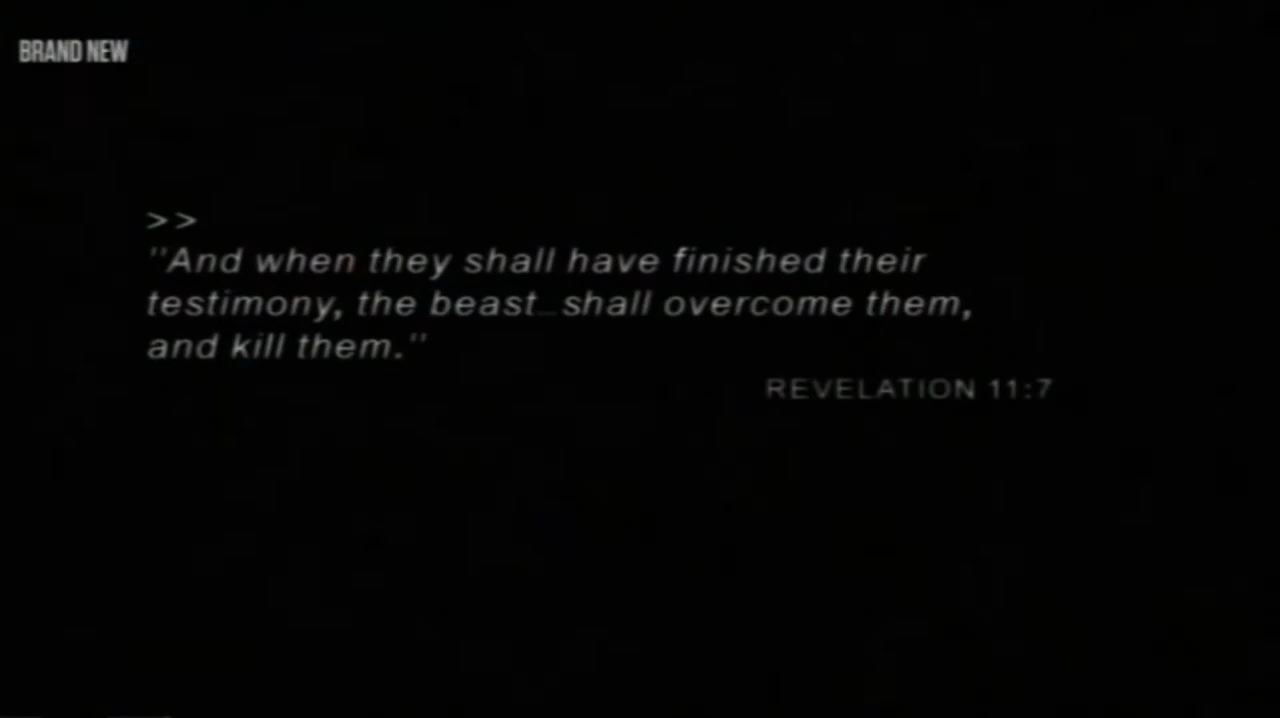 BRAND NEW
>>
"And when they shall have finished their
testimony, the beast shall overcome them,
and kill them."
REVELATION 11:7